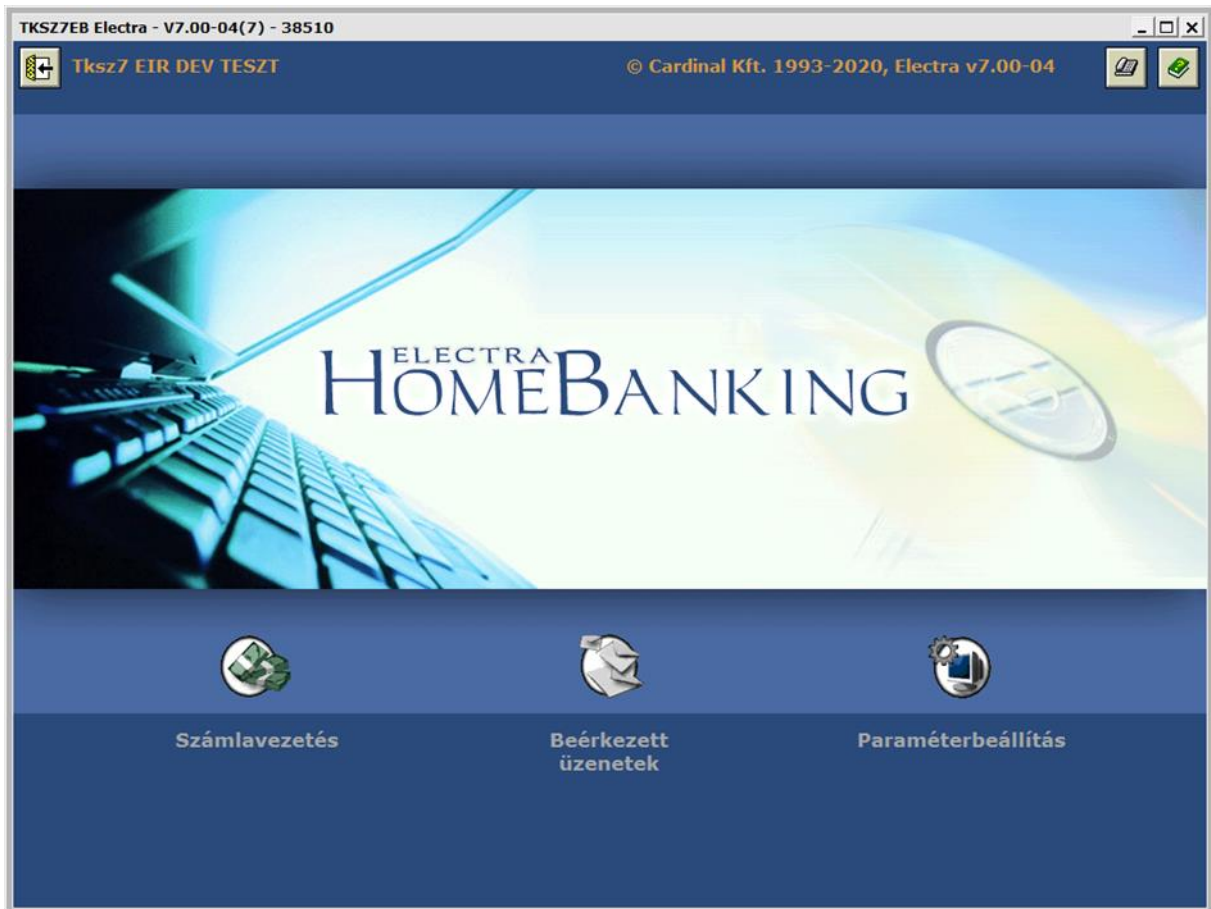 TKSZ7EB Electra - V7.00-04(7) - 38510
Tksz7 EIR DEV TESZT
© Cardinal Kft. 1993-2020, Electra v7.00-04
ELECTRA
HOMEBANKING
Számlavezetés
Beérkezett
üzenetek
Paraméterbeállítás